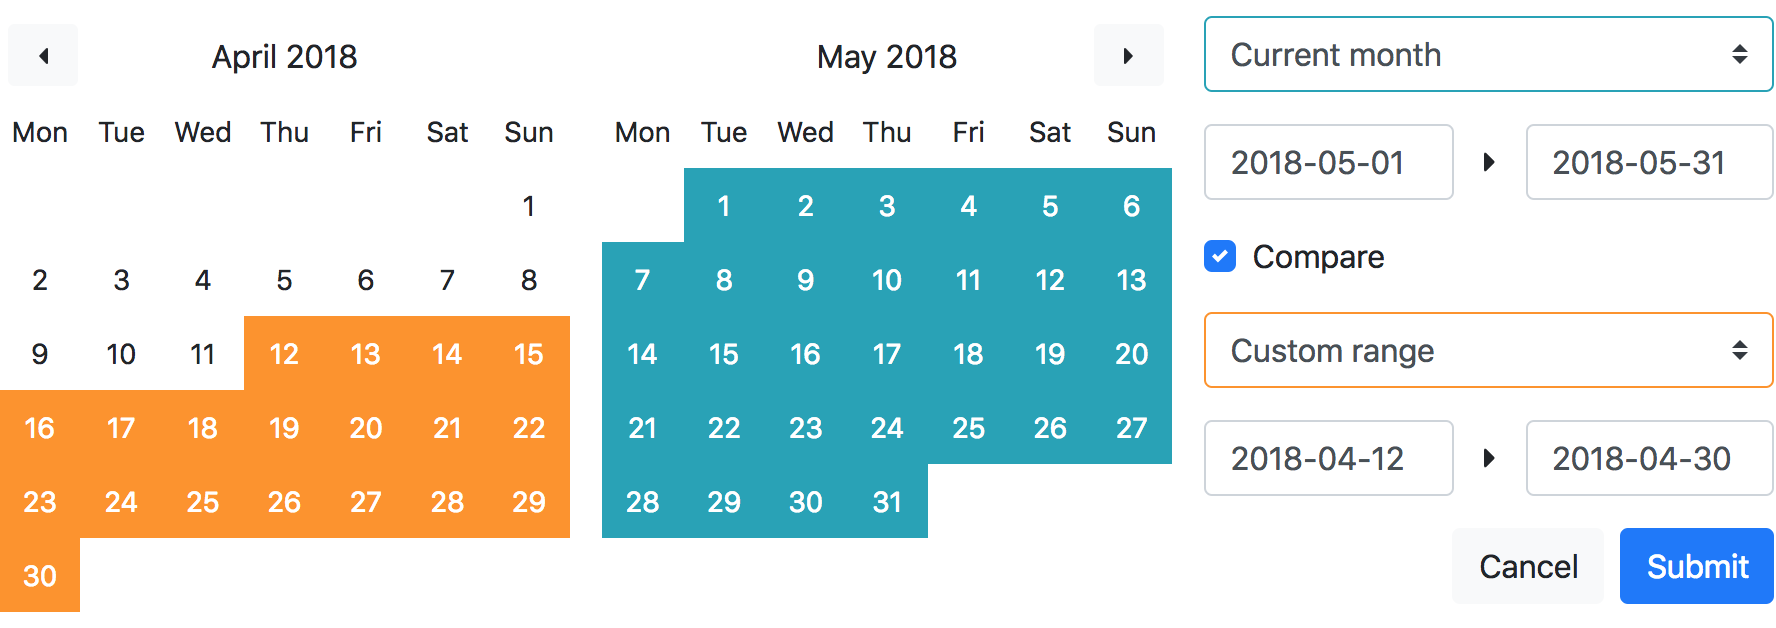 April 2018
Mon Tue Wed Thu Fri Sat Sun
1
2 3 4 5 6 7 8
9 10 11 12 13 14 15
16 17 18 19 20 21 22
23 24 25 26 27 28 29
30
May 2018
Mon Tue Wed Thu Fri Sat Sun
1 2 3 4 5 6
7 8 9 10 11 12 13
14 15 16 17 18 19 20
21 22 23 24 25 26 27
28 29 30 31
Current month
2018-05-01 2018-05-31
Compare
Custom range
2018-04-12 2018-04-30
Cancel Submit